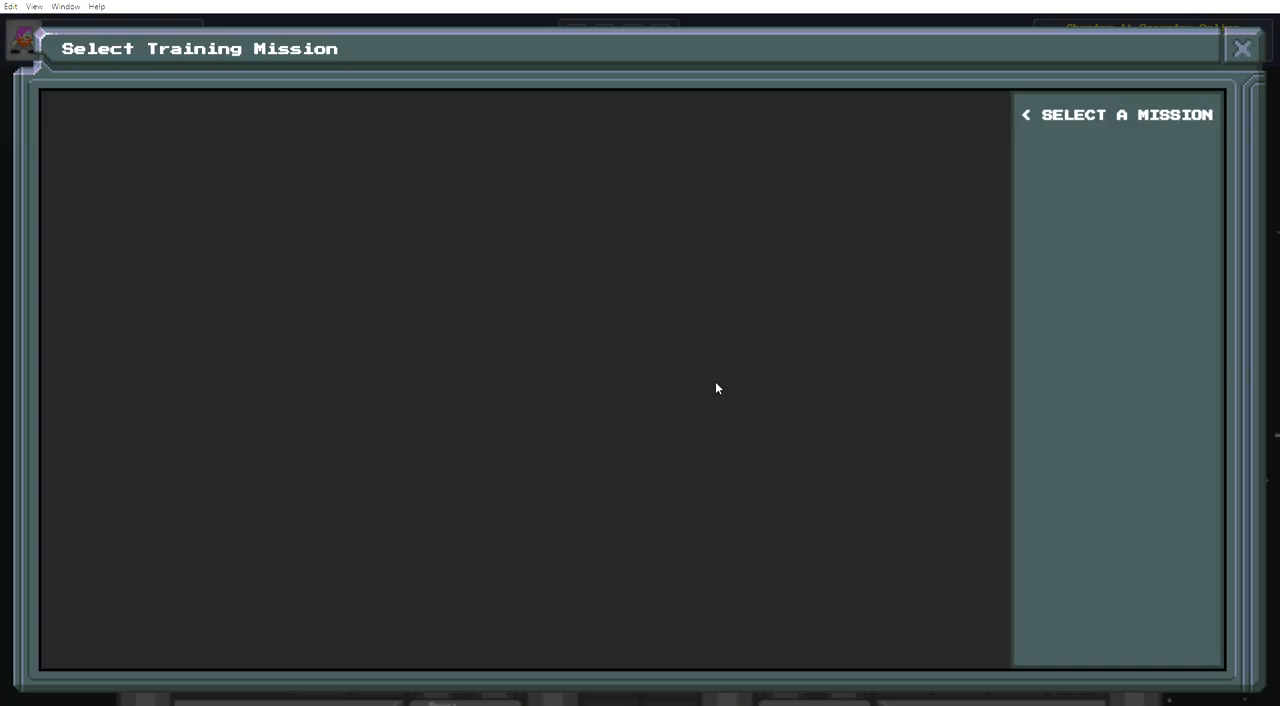 Edit View Window Help
Select Training Mission
< SELECT A MISSION